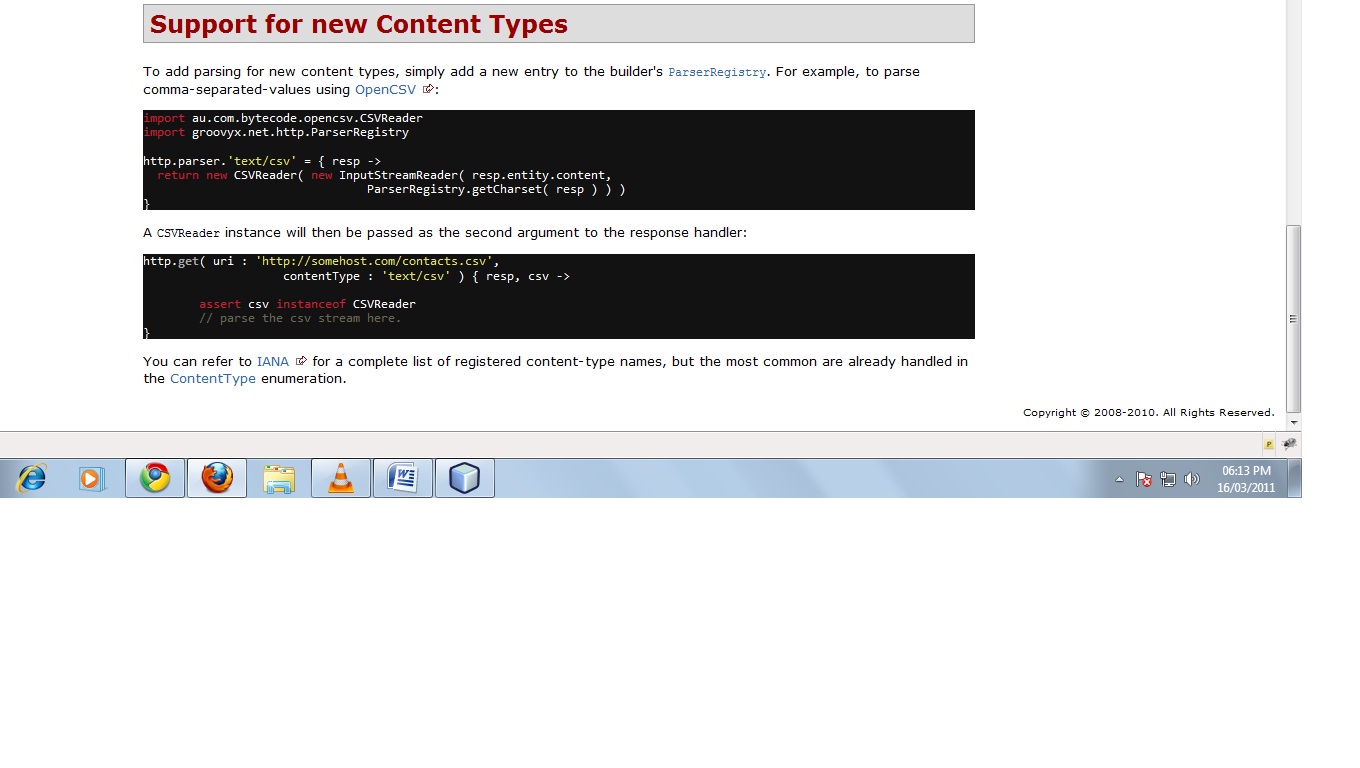 Support for new Content Types
To add parsing for new content types, simply add a new entry to the builder's ParserRegistry. For example, to parse
comma-separated-values using OpenCSV :
import au.com.bytecode.opencsv.CSVReader
import groovyx.net.http.ParserRegistry
http.parser.'text/csv' = { resp ->
return new CSVReader( new InputStreamReader( resp.entity.content,
ParserRegistry.getCharset( resp ) ) )
}
A CSVReader instance will then be passed as the second argument to the response handler:
http.get( uri : 'http://somehost.com/contacts.csv',
contentType : 'text/csv' ) { resp, csv ->
assert csv instanceof CSVReader
// parse the csv stream here.
}
You can refer to IANA for a complete list of registered content-type names, but the most common are already handled in
the ContentType enumeration.
Copyright © 2008-2010. All Rights Reserved.
06:13 PM
16/03/2011